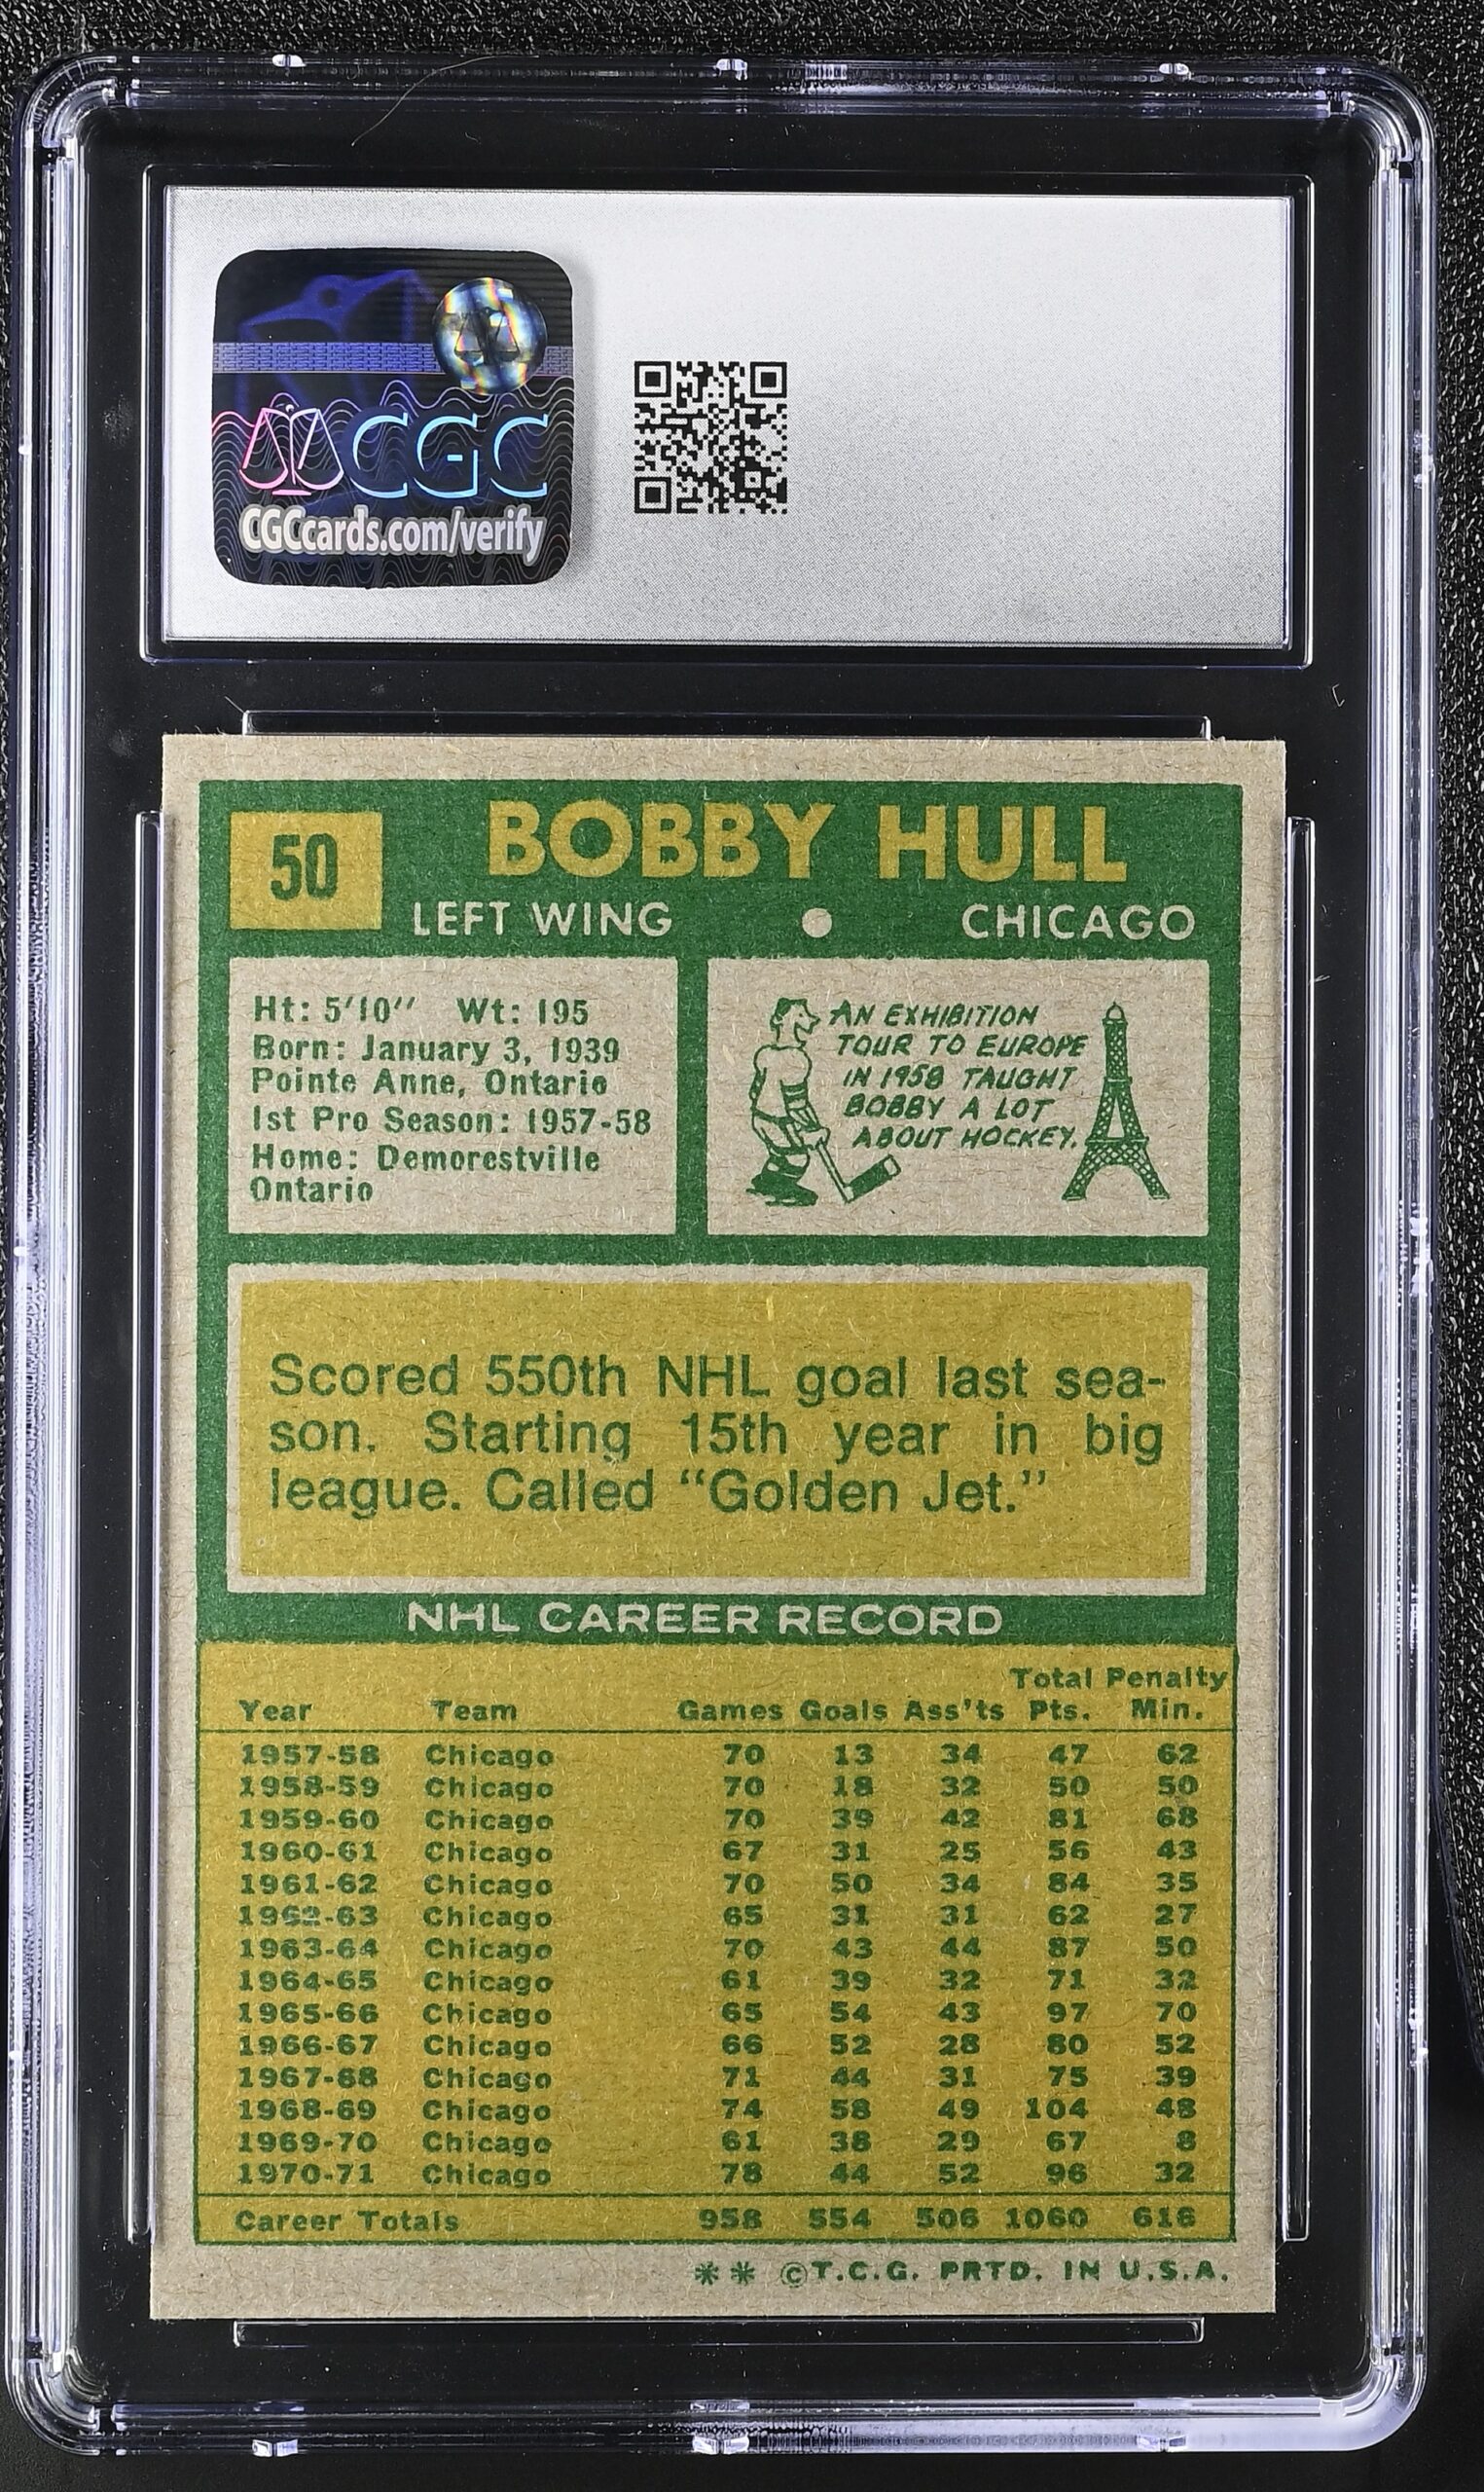 CGC
CGCcards.com/verify
50
BOBBY HULL
LEFT WING ● CHICAGO
Ht: 5'10'' Wt: 195
Born: January 3, 1939
Pointe Anne, Ontario
1st Pro Season: 1957-58
Home: Demorestville
Ontario
AN EXHIBITION
TOUR TO EUROPE
IN 1958 TAUGHT
BOBBY A LOT
ABOUT HOCKEY.
Scored 550th NHL goal last sea-
son. Starting 15th year in big
league. Called “Golden Jet.”
NHL CAREER RECORD
Total Penalty
Year Team Games Goals Ass'ts Pts. Min.
1957-58 Chicago 70 13 34 47 62
1958-59 Chicago 70 18 32 50 50
1959-60 Chicago 70 39 42 81 68
1960-61 Chicago 67 31 25 56 43
1961-62 Chicago 70 50 34 84 35
1962-63 Chicago 65 31 31 62 27
1963-64 Chicago 70 43 44 87 50
1964-65 Chicago 61 39 32 71 32
1965-66 Chicago 65 54 43 97 70
1966-67 Chicago 66 52 28 80 52
1967-68 Chicago 71 44 31 75 39
1968-69 Chicago 74 58 49 104 48
1969-70 Chicago 61 38 29 67 8
1970-71 Chicago 78 44 52 96 32
Career Totals 958 554 506 1060 616
** ©T.C.G. PRTD. IN U.S.A.